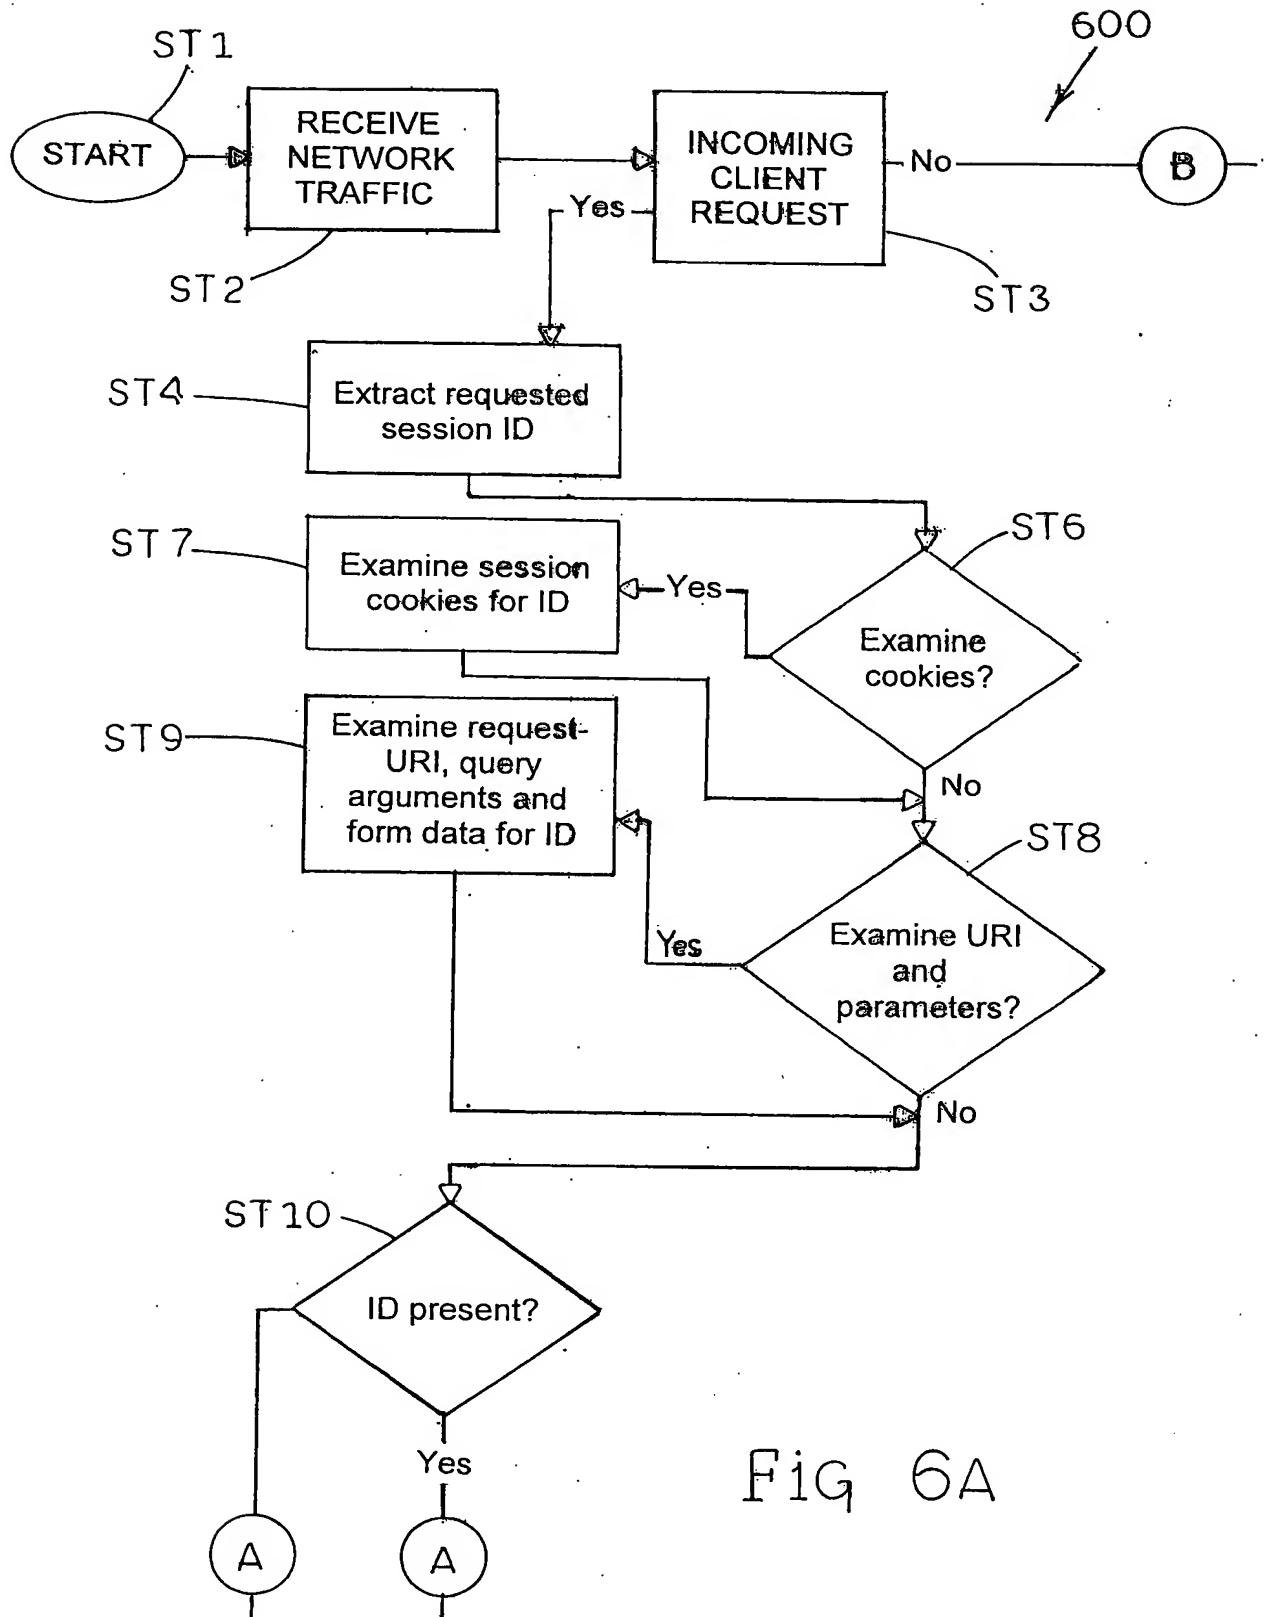 600
ST1
START
RECEIVE
NETWORK
TRAFFIC
INCOMING
CLIENT
REQUEST
No
B
Yes
ST2
ST3
ST4
Extract requested
session ID
ST6
ST7
Examine session
cookies for ID
Yes
Examine
cookies?
No
ST9
Examine request-
URI, query
arguments and
form data for ID
ST8
Yes
Examine URI
and
parameters?
No
ST10
ID present?
Yes
A
A
FiG 6A